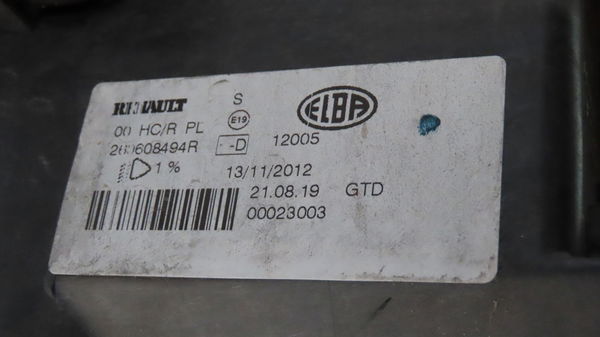 RENAULT S ELBA
00 HC/R PL E19 12005
260608494R -D
1 % 13/11/2012
21.08.19 GTD
00023003